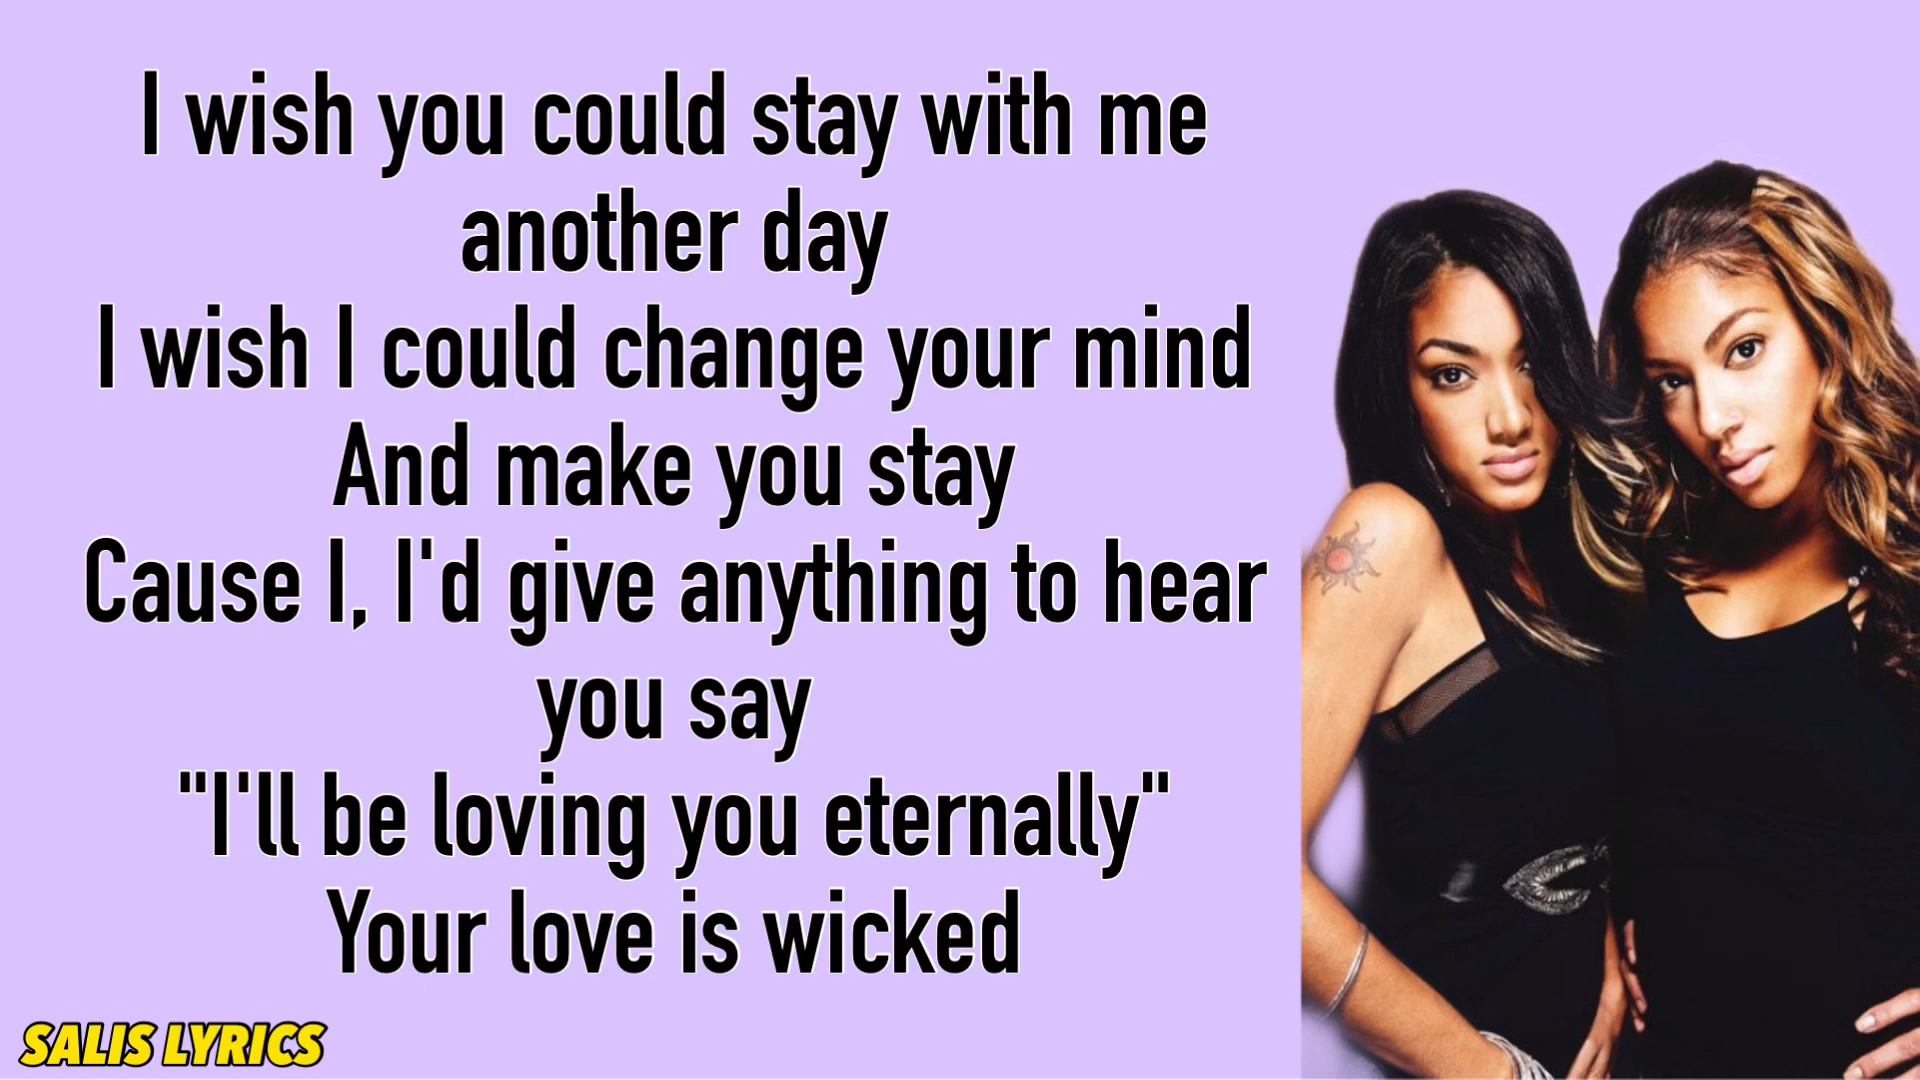 I wish you could stay with me
another day
I wish I could change your mind
And make you stay
Cause I, I'd give anything to hear
you say
"I'll be loving you eternally"
Your love is wicked
SALIS LYRICS